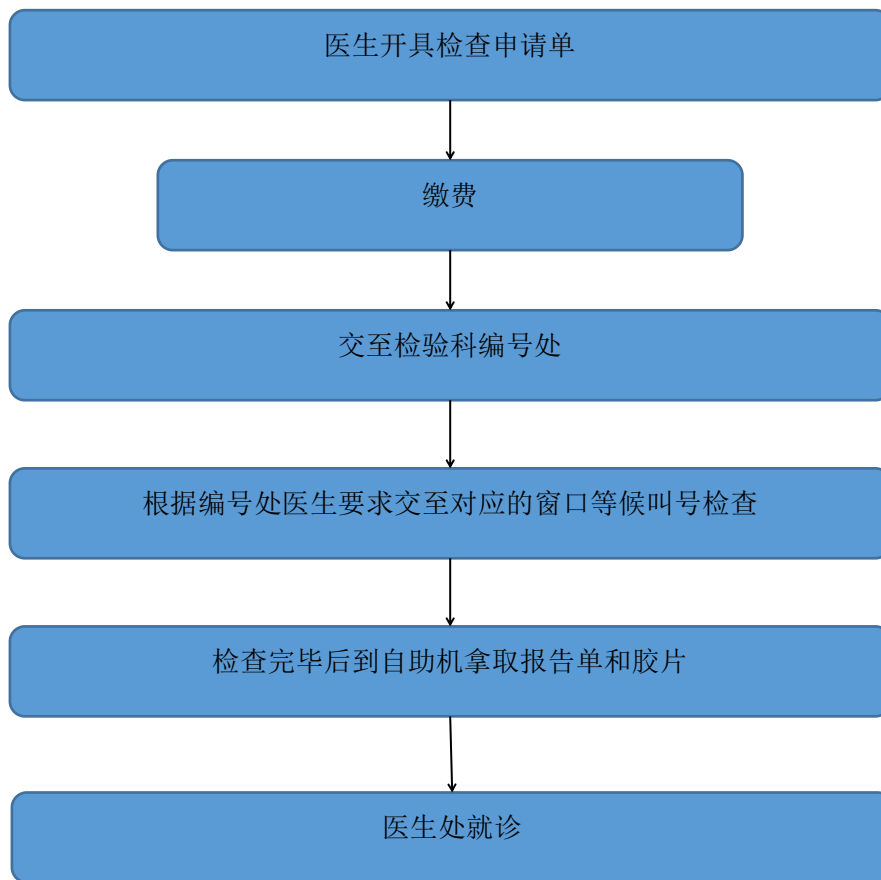 医生开具检查申请单
缴费
交至检验科编号处
根据编号处医生要求交至对应的窗口等候叫号检查
检查完毕后到自助机拿取报告单和胶片
医生处就诊